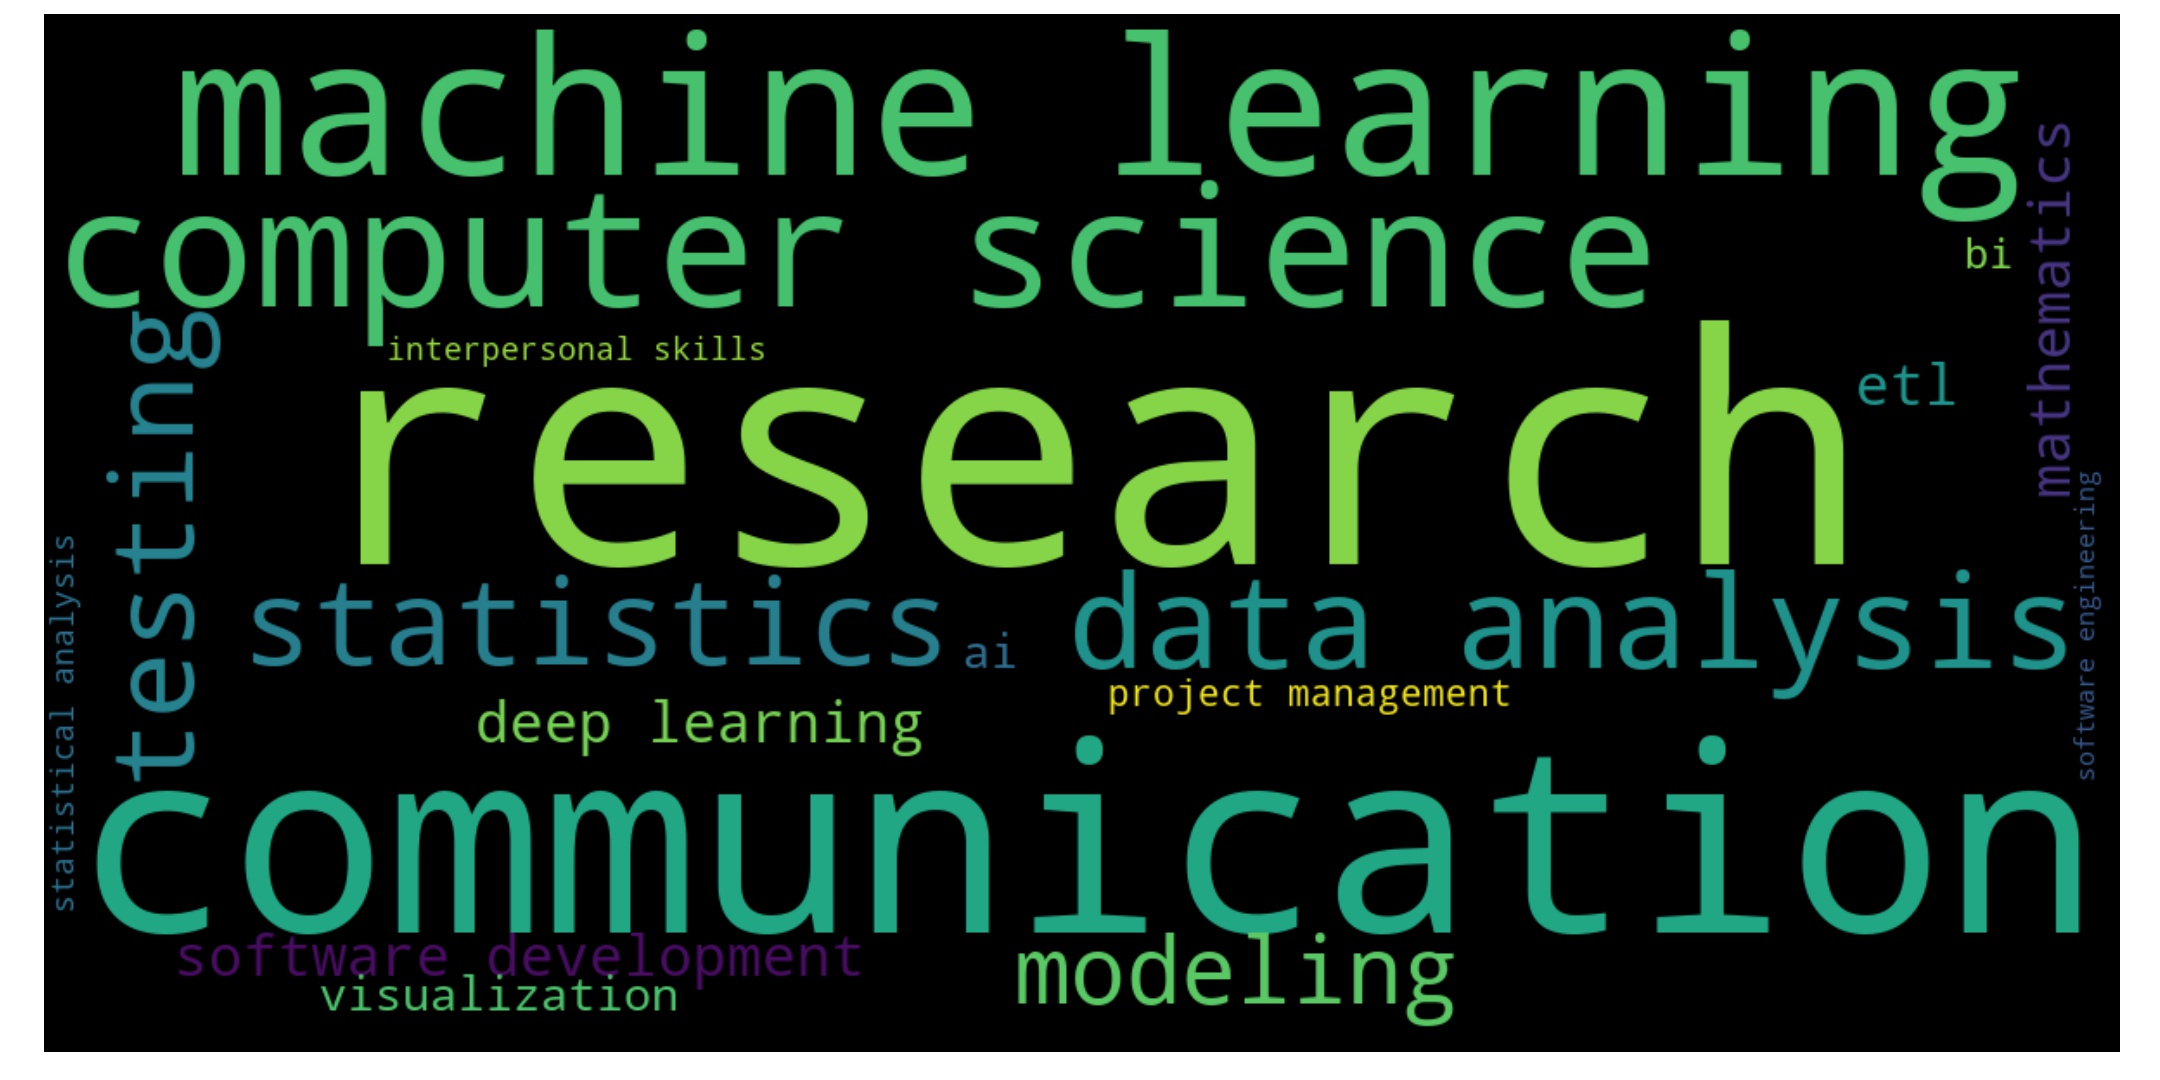 machine learning
computer science
bi
mathematics
interpersonal skills
testing
research
etl
statistics
ai
data analysis
software engineering
statistical analysis
project management
deep learning
communication
software development
modeling
visualization